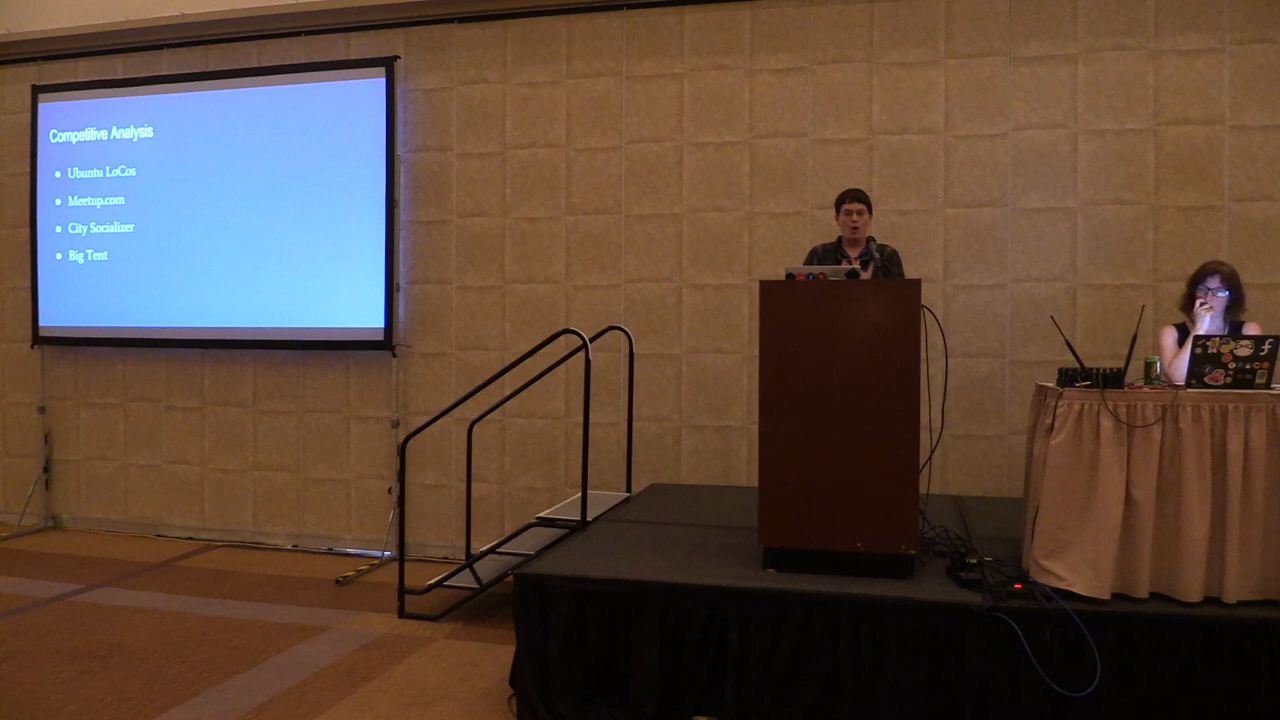 Competitive Analysis
Ubuntu LoCos
Meetup.com
City Socializer
Big Tent